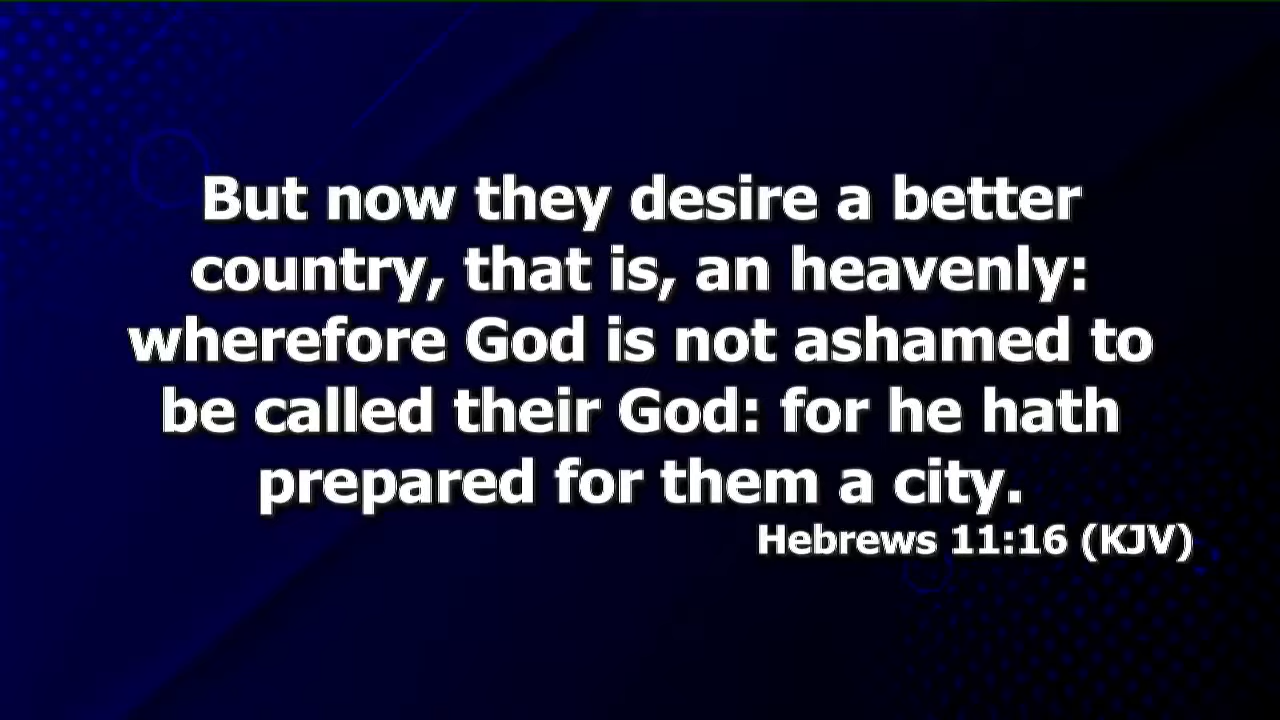 But now they desire a better
country, that is, an heavenly:
wherefore God is not ashamed to
be called their God: for he hath
prepared for them a city.
Hebrews 11:16 (KJV)